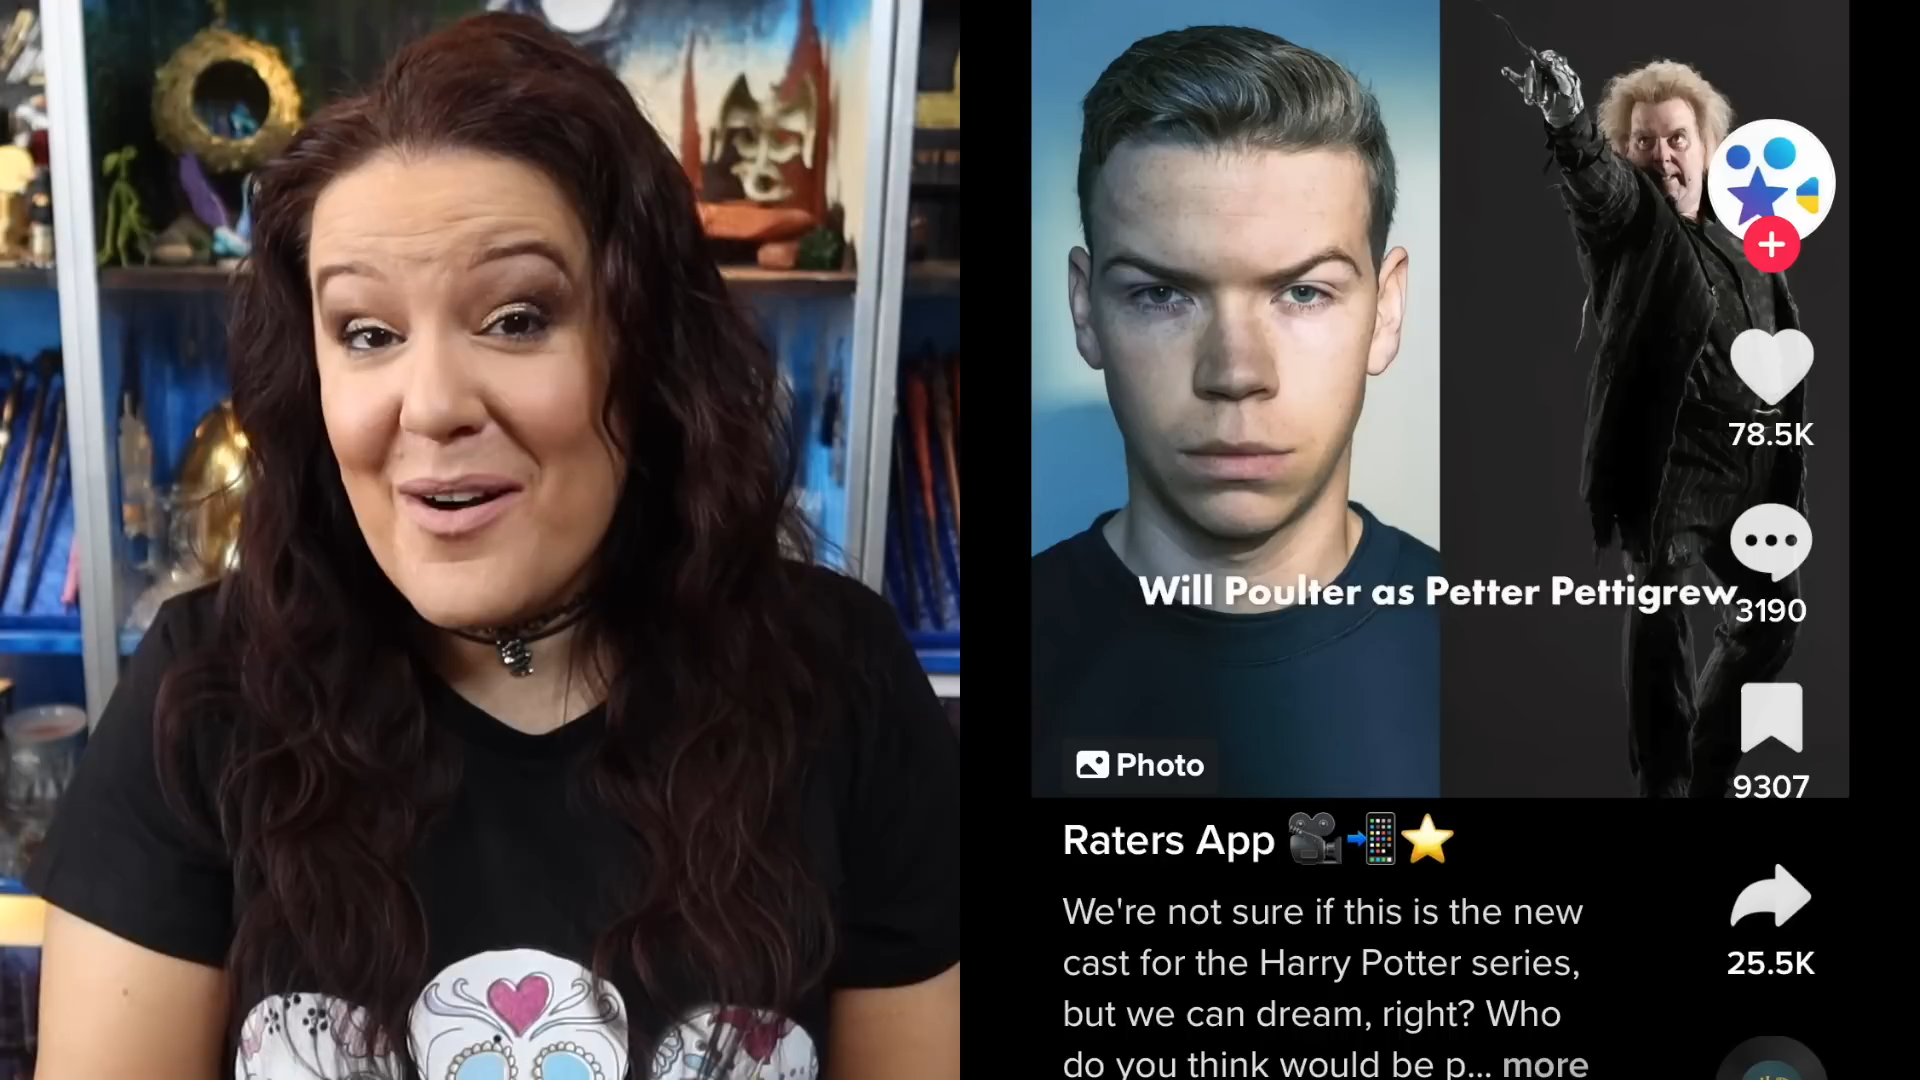 78.5K
Will Poulter as Petter Pettigrew
3190
Photo
9307
Raters App
We're not sure if this is the new
cast for the Harry Potter series,
but we can dream, right? Who
do you think would be p... more
25.5K